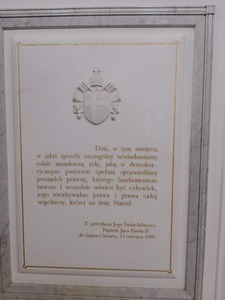 Dziś, w tym miejscu,
w jakiś sposób szczególny uświadamiamy
sobie zasadniczą rolę, jaką w demokra-
tycznym państwie spełnia sprawiedliwy
porządek prawny, którego fundamentem
zawsze i wszędzie winien być człowiek,
jego niezbywalne prawa i prawa całej
wspólnoty, której na imię Naród.
Z przemówienia Jego Świątobliwości
Papieża Jana Pawła II
do Sejmu i Senatu, 11 czerwca 1999